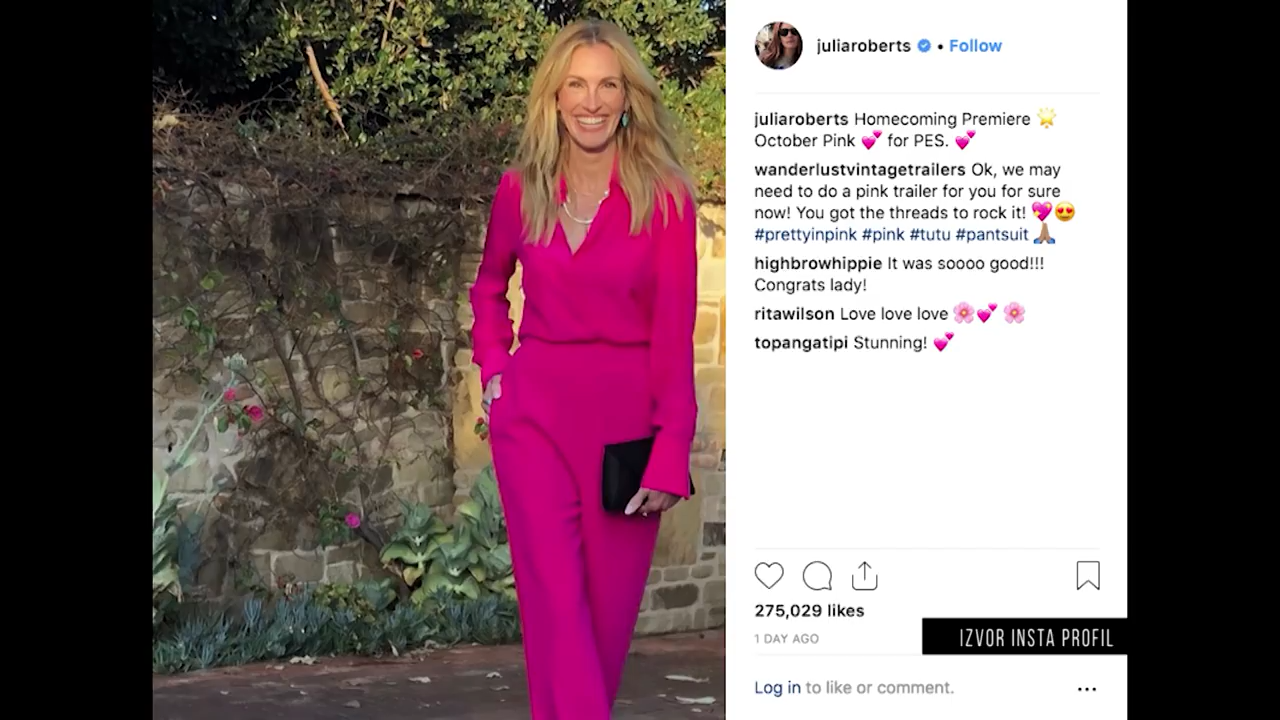 juliaroberts • Follow
juliaroberts Homecoming Premiere 🌟
October Pink 💕 for PES. 💕
wanderlustvintagetrailers Ok, we may
need to do a pink trailer for you for sure
now! You got the threads to rock it! 💖😍
#prettyinpink #pink #tutu #pantsuit 🙏🏽
highbrowhippie It was soooo good!!!
Congrats lady!
ritawilson Love love love 🌸💕🌸
topangatipi Stunning! 💕
275,029 likes
1 DAY AGO
IZVOR INSTA PROFIL
Log in to like or comment.